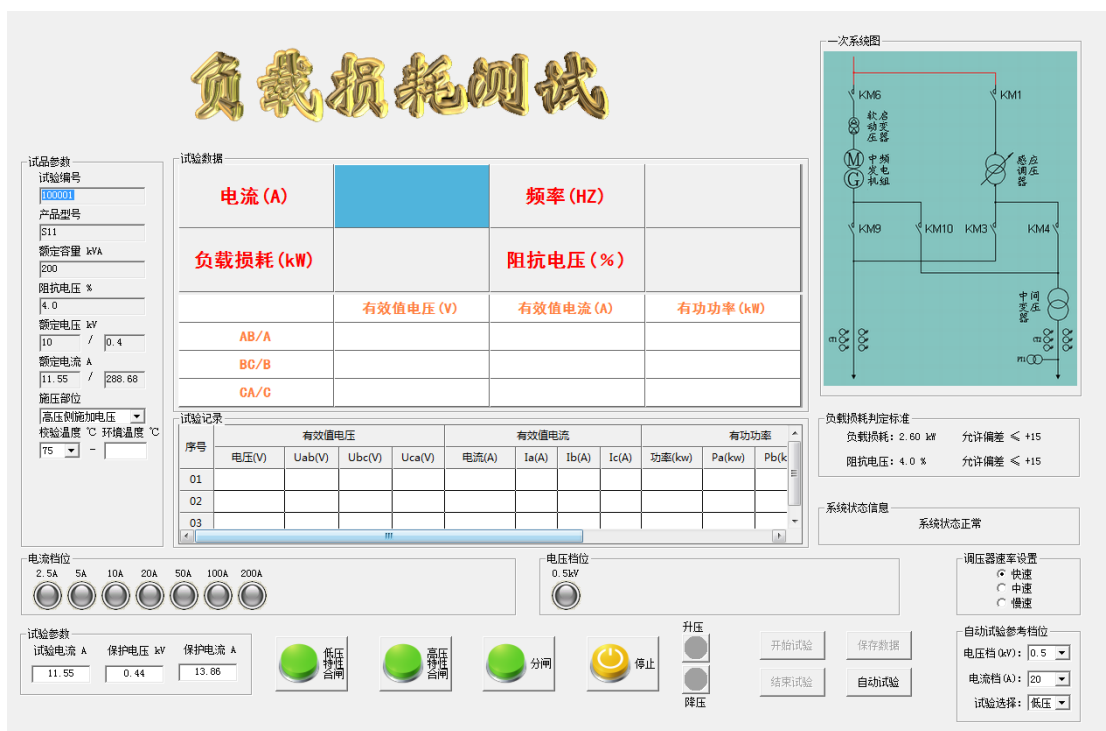 负载损耗测试
一次系统图
KM6
KM1
软启
动变
压器
M
G
中频
发电
机组
感应
调压
器
KM9
KM10
KM3
KM4
中间
变压
器
试品参数
试验编号
100001
产品型号
S11
额定容量 kVA
200
阻抗电压 %
4.0
额定电压 kV
10 / 0.4
额定电流 A
11.55 / 288.68
施压部位
高压侧施加电压
校验温度 ℃ 环境温度 ℃
75 -
试验数据
电流(A) 频率(HZ)
负载损耗(kW) 阻抗电压(%)
有效值电压(V) 有效值电流(A) 有功功率(kW)
AB/A
BC/B
CA/C
试验记录
序号 有效值电压 有效值电流 有功功率
电压(V) Uab(V) Ubc(V) Uca(V) 电流(A) Ia(A) Ib(A) Ic(A) 功率(kw) Pa(kw) Pb(k
01
02
03
负载损耗判定标准
负载损耗: 2.60 kW 允许偏差 ≤ +15
阻抗电压: 4.0 % 允许偏差 ≤ +15
系统状态信息
系统状态正常
电流档位
2.5A 5A 10A 20A 50A 100A 200A
电压档位
0.5kV
调压器速率设置
快速
中速
慢速
试验参数
试验电流 A 保护电压 kV 保护电流 A
11.55 0.44 13.86
低压
特性
合闸
高压
特性
合闸
分闸
停止
升压
降压
开始试验 保存数据
结束试验 自动试验
自动试验参考档位
电压档(kV): 0.5
电流档(A): 20
试验选择: 低压